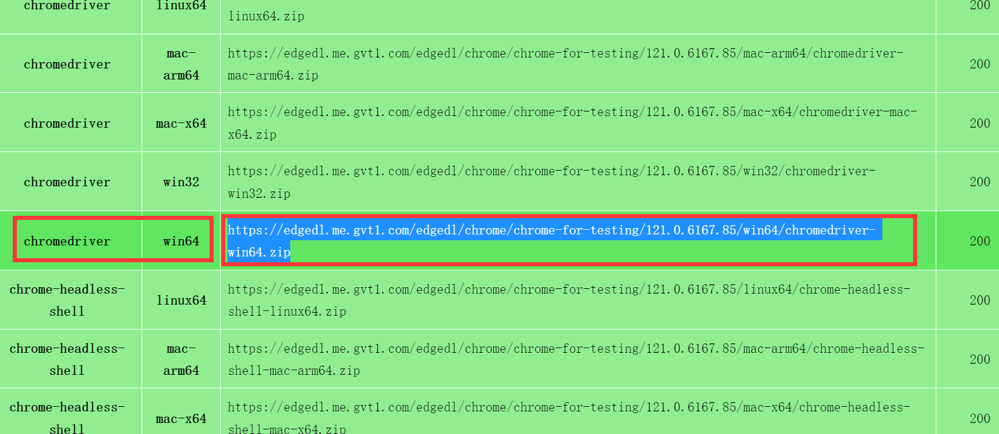 chromedriver linux64 200
linux64.zip
chromedriver mac-arm64 https://edgedl.me.gvt1.com/edgedl/chrome/chrome-for-testing/121.0.6167.85/mac-arm64/chromedriver- 200
mac-arm64.zip
chromedriver mac-x64 https://edgedl.me.gvt1.com/edgedl/chrome/chrome-for-testing/121.0.6167.85/mac-x64/chromedriver-mac- 200
x64.zip
chromedriver win32 https://edgedl.me.gvt1.com/edgedl/chrome/chrome-for-testing/121.0.6167.85/win32/chromedriver- 200
win32.zip
chromedriver win64 https://edgedl.me.gvt1.com/edgedl/chrome/chrome-for-testing/121.0.6167.85/win64/chromedriver- 200
win64.zip
chrome-headless- linux64 https://edgedl.me.gvt1.com/edgedl/chrome/chrome-for-testing/121.0.6167.85/linux64/chrome-headless- 200
shell shell-linux64.zip
chrome-headless- mac- https://edgedl.me.gvt1.com/edgedl/chrome/chrome-for-testing/121.0.6167.85/mac-arm64/chrome-headless- 200
shell arm64 shell-mac-arm64.zip
chrome-headless- mac-x64 https://edgedl.me.gvt1.com/edgedl/chrome/chrome-for-testing/121.0.6167.85/mac-x64/chrome-headless- 200
shell shell-mac-x64.zip